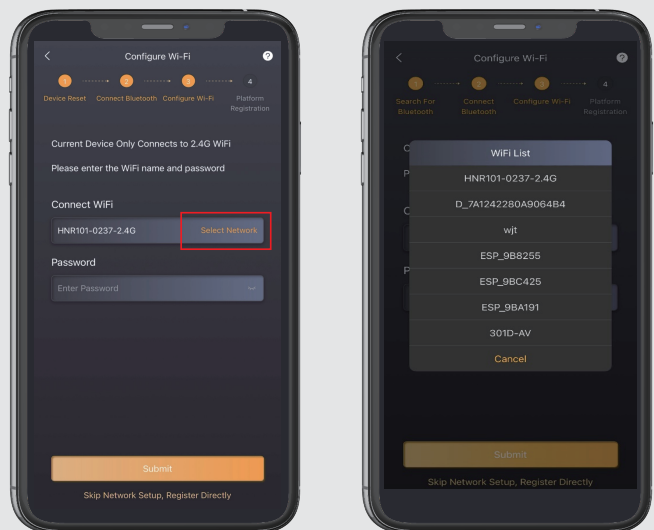 Configure Wi-Fi
?
1
2
3
4
Device Reset
Connect Bluetooth
Configure Wi-Fi
Platform
Registration
Current Device Only Connects to 2.4G WiFi
Please enter the WiFi name and password
Connect WiFi
HNR101-0237-2.4G
Select Network
Password
Enter Password
Submit
Skip Network Setup, Register Directly
Configure Wi-Fi
?
1
2
3
4
Search For
Bluetooth
Connect
Bluetooth
Configure Wi-Fi
Platform
Registration
C
P
WiFi List
HNR101-0237-2.4G
D_7A1242280A9064B4
C
wjt
ESP_9B8255
P
ESP_9BC425
ESP_9BA191
301D-AV
Cancel
Submit
Skip Network Setup, Register Directly